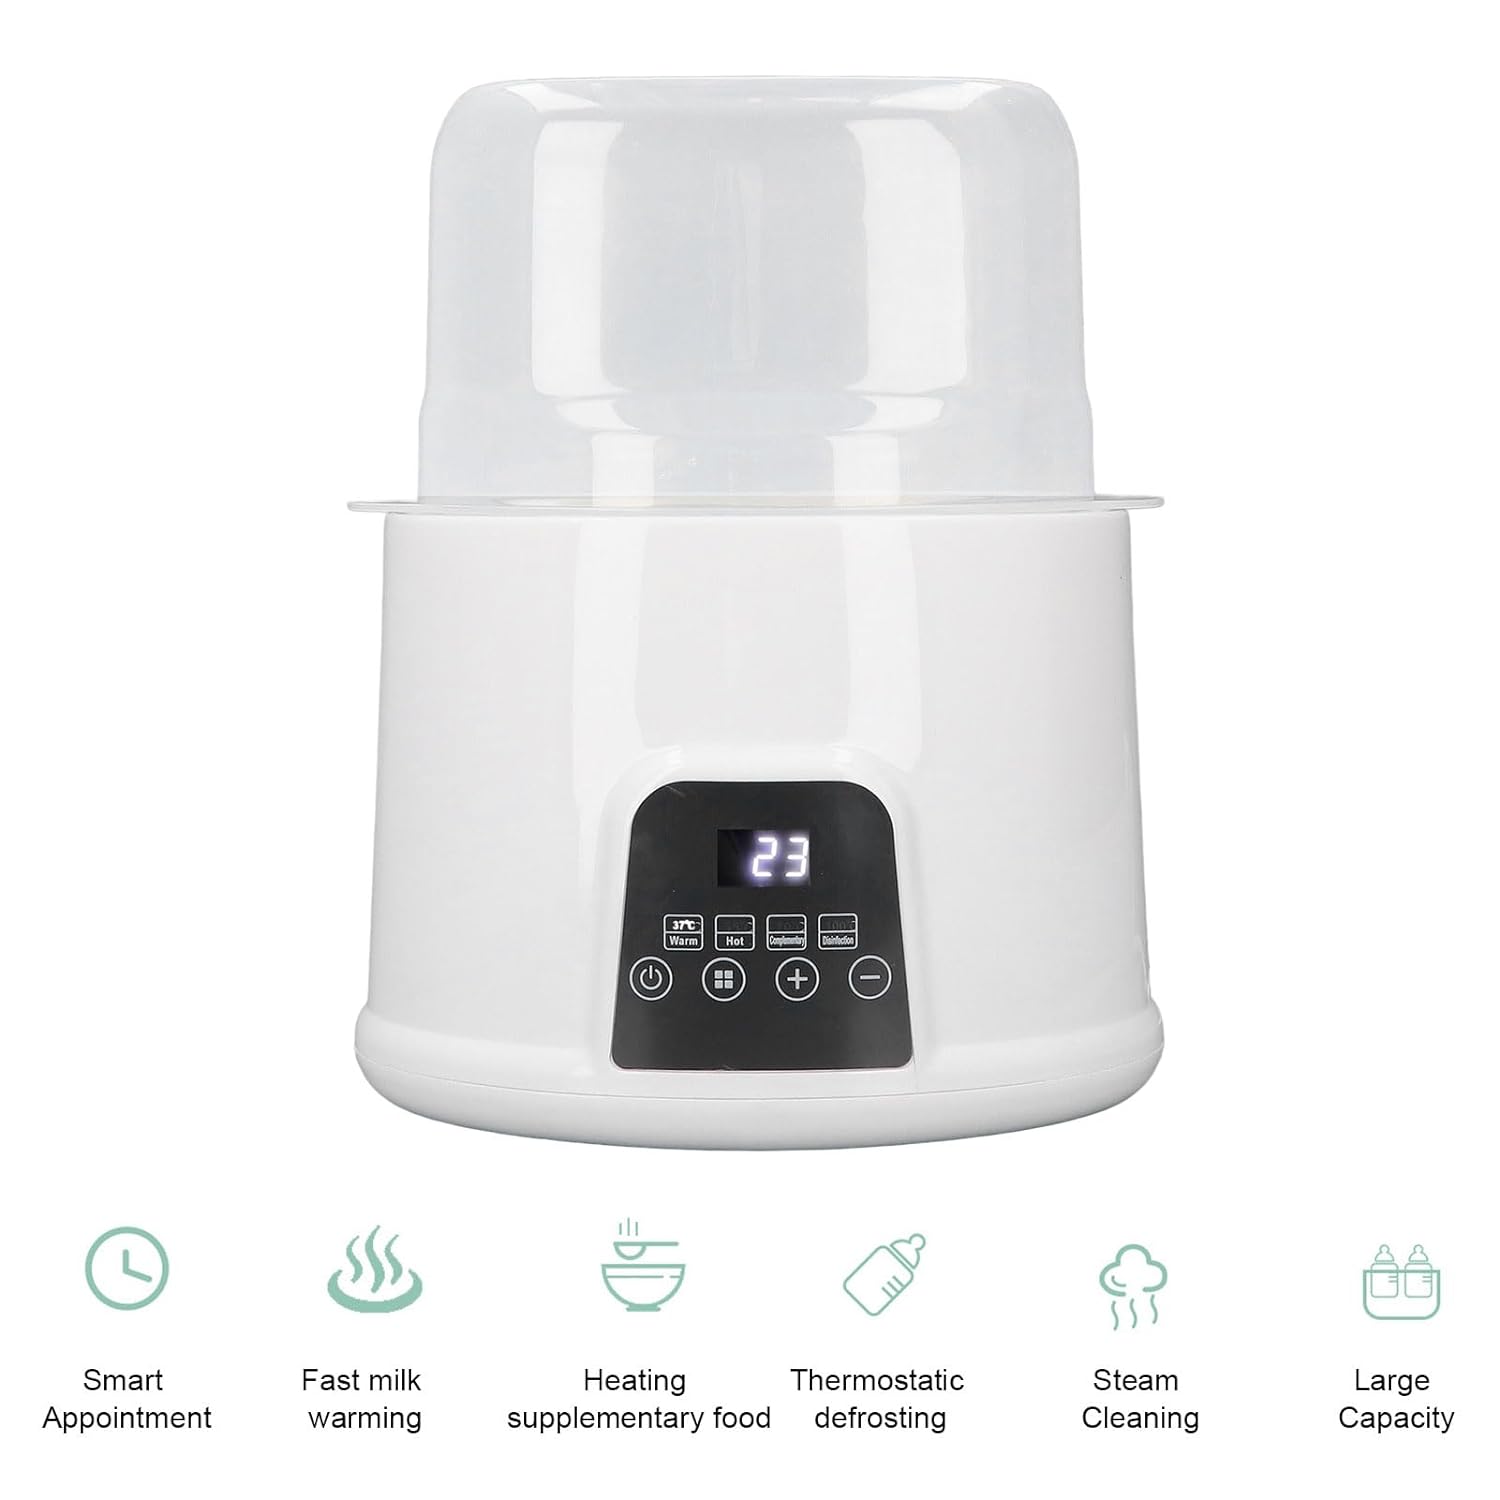 23
37°C
Warm
Hot
Complementary
Disinfection
Smart
Appointment
Fast milk
warming
Heating
supplementary food
Thermostatic
defrosting
Steam
Cleaning
Large
Capacity